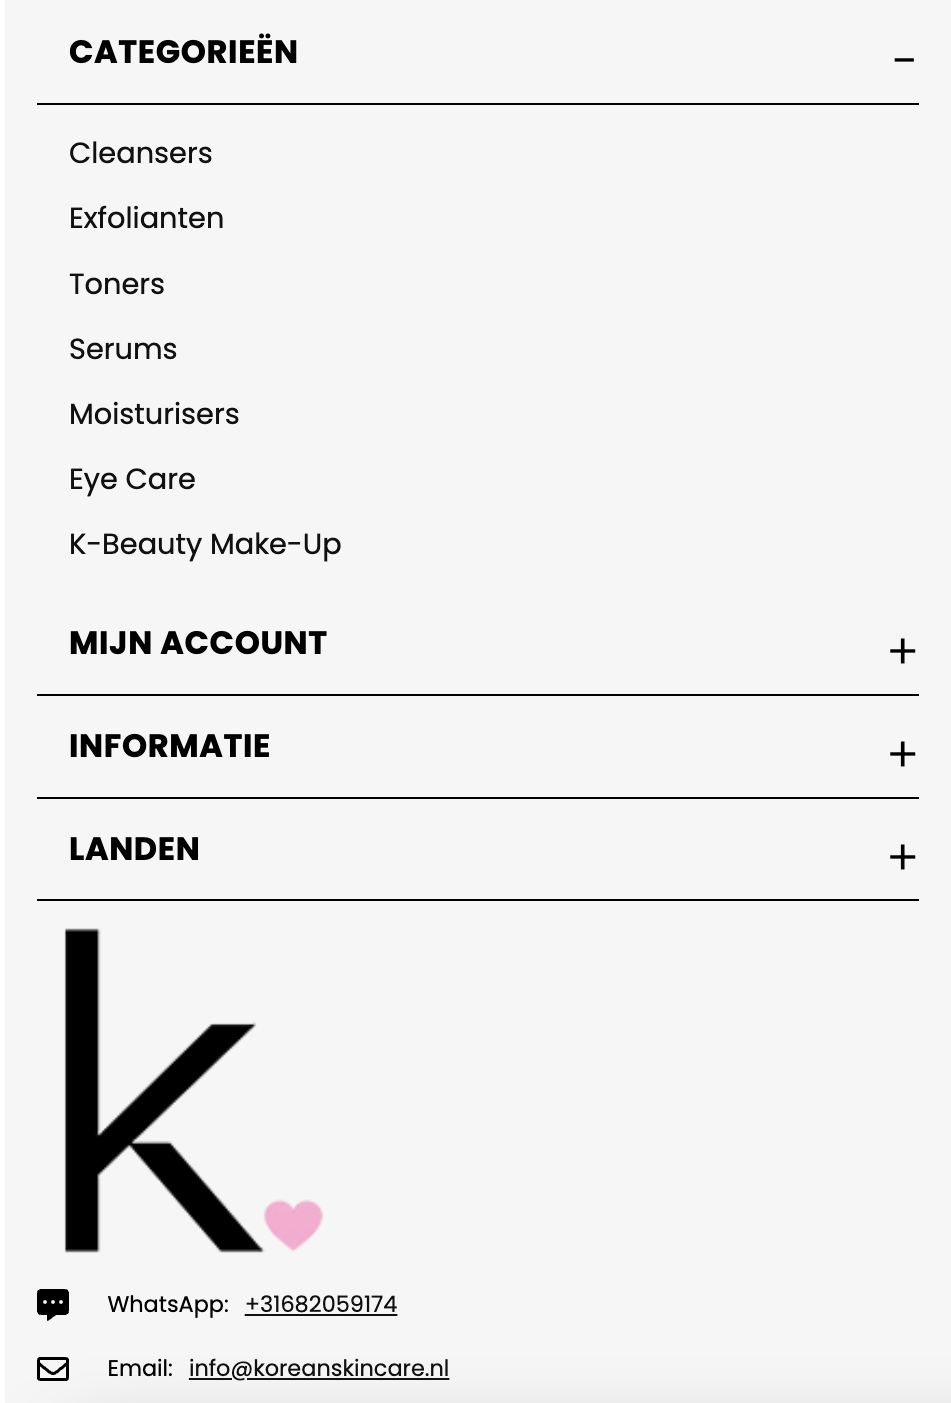 CATEGORIEËN
Cleansers
Exfolianten
Toners
Serums
Moisturisers
Eye Care
K-Beauty Make-Up
MIJN ACCOUNT
INFORMATIE
LANDEN
k
WhatsApp: +31682059174
Email: info@koreanskincare.nl